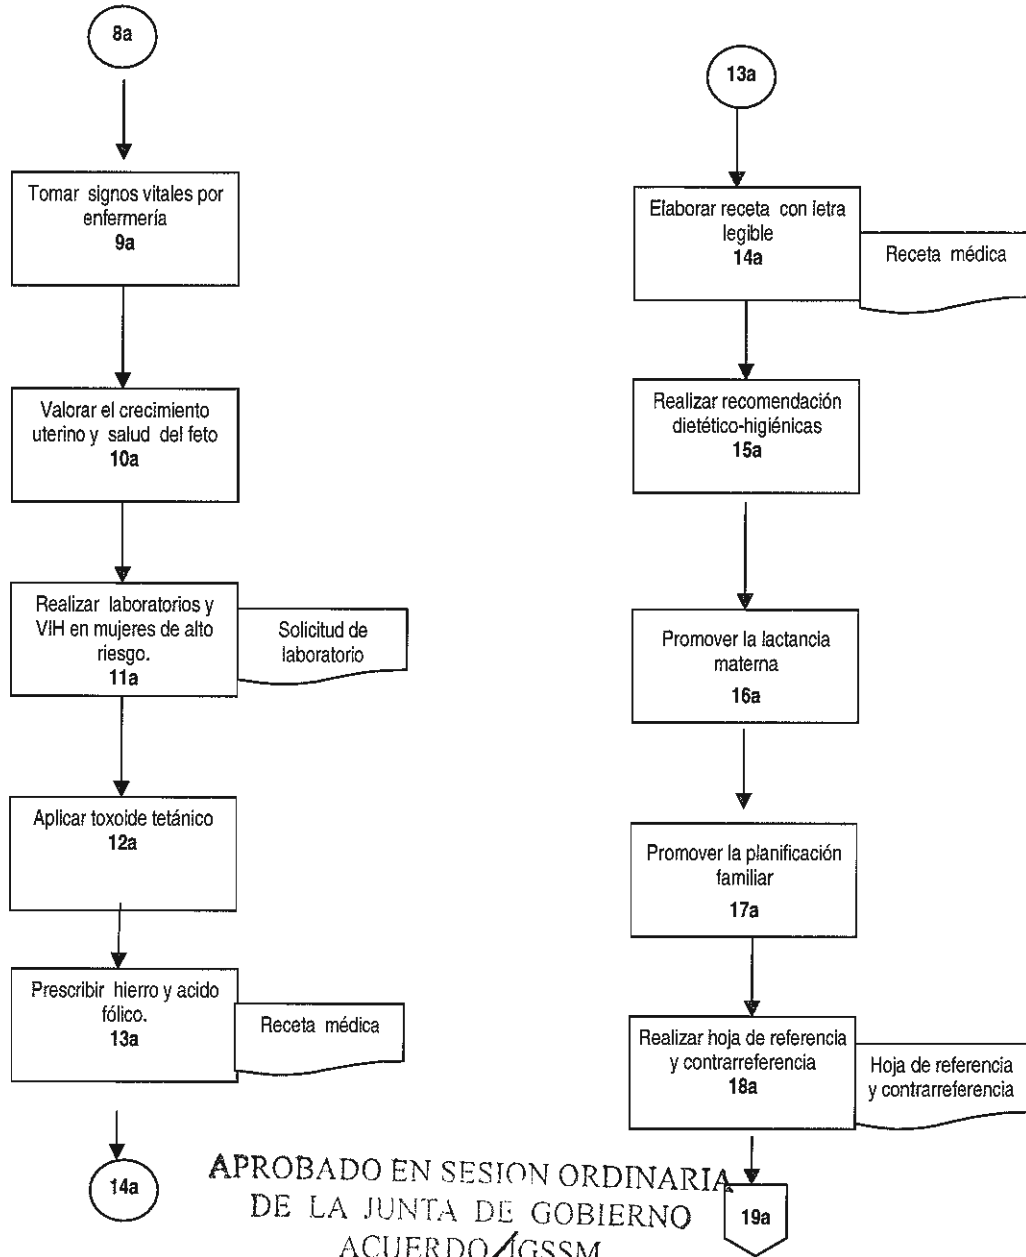 8a
Tomar signos vitales por
enfermería
9a
Valorar el crecimiento
uterino y salud del feto
10a
Realizar laboratorios y
VIH en mujeres de alto
riesgo.
11a
Solicitud de
laboratorio
Aplicar toxoide tetánico
12a
Prescribir hierro y acido
fólico.
13a
Receta médica
14a
13a
Elaborar receta con letra
legible
14a
Receta médica
Realizar recomendación
dietético-higiénicas
15a
Promover la lactancia
materna
16a
Promover la planificación
familiar
17a
Realizar hoja de referencia
y contrarreferencia
18a
Hoja de referencia
y contrarreferencia
19a
APROBADO EN SESION ORDINARIA
DE LA JUNTA DE GOBIERNO
ACUERDO